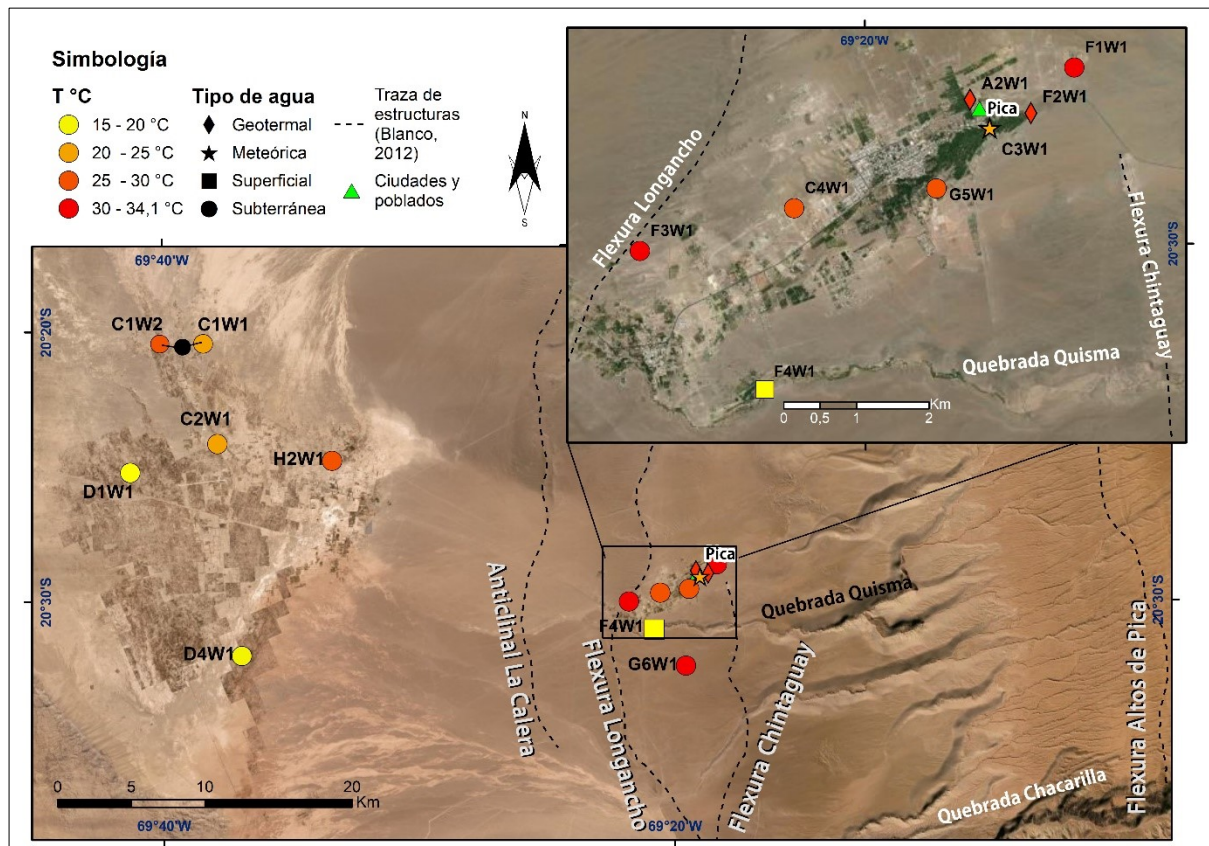 Simbología
T °C
15 - 20 °C
20 - 25 °C
25 - 30 °C
30 - 34,1 °C
Tipo de agua
Geotermal
Meteórica
Superficial
Subterránea
Traza de
estructuras
(Blanco,
2012)
Ciudades y
poblados
N
S
69°20'W
F1W1
A2W1
Pica
F2W1
C3W1
Flexura Longancho
C4W1
G5W1
F3W1
20°30'S
Flexura Chintaguay
Quebrada Quisma
F4W1
0 0,5 1 2
Km
69°40'W
20°20'S
C1W2
C1W1
C2W1
H2W1
D1W1
20°30'S
D4W1
Anticlinal La Calera
Pica
F4W1
G6W1
Flexura Longancho
Flexura Chintaguay
Quebrada Quisma
20°30'S
Flexura Altos de Pica
Quebrada Chacarilla
0 5 10 20
Km
69°40'W
69°20'W